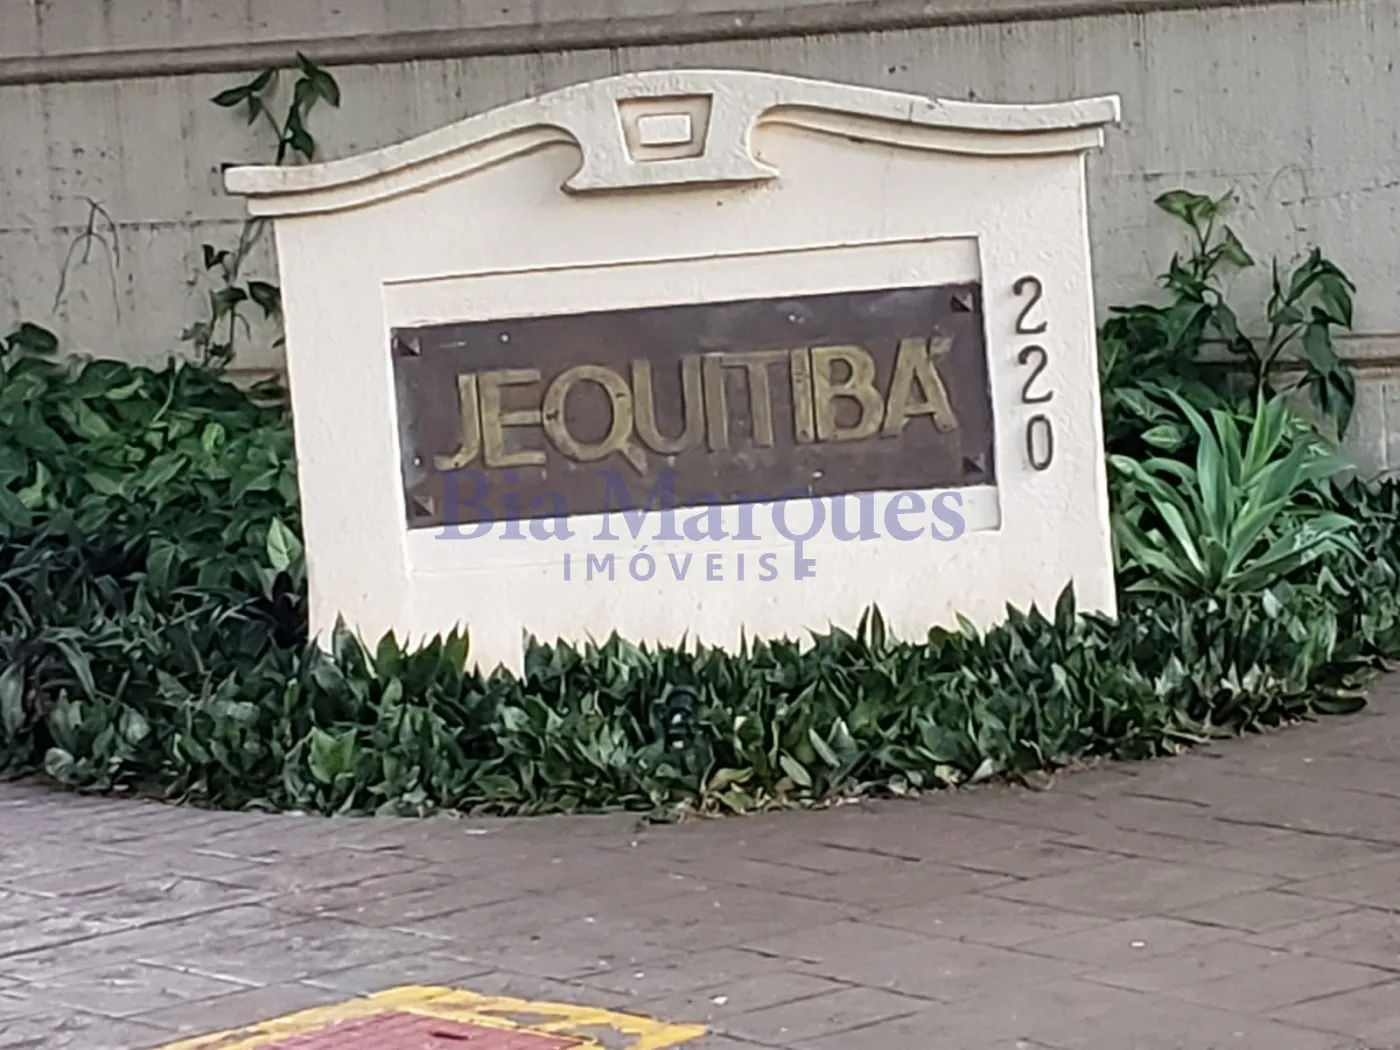 JEQUITIBÁ
220
Bia Marques
IMÓVEIS